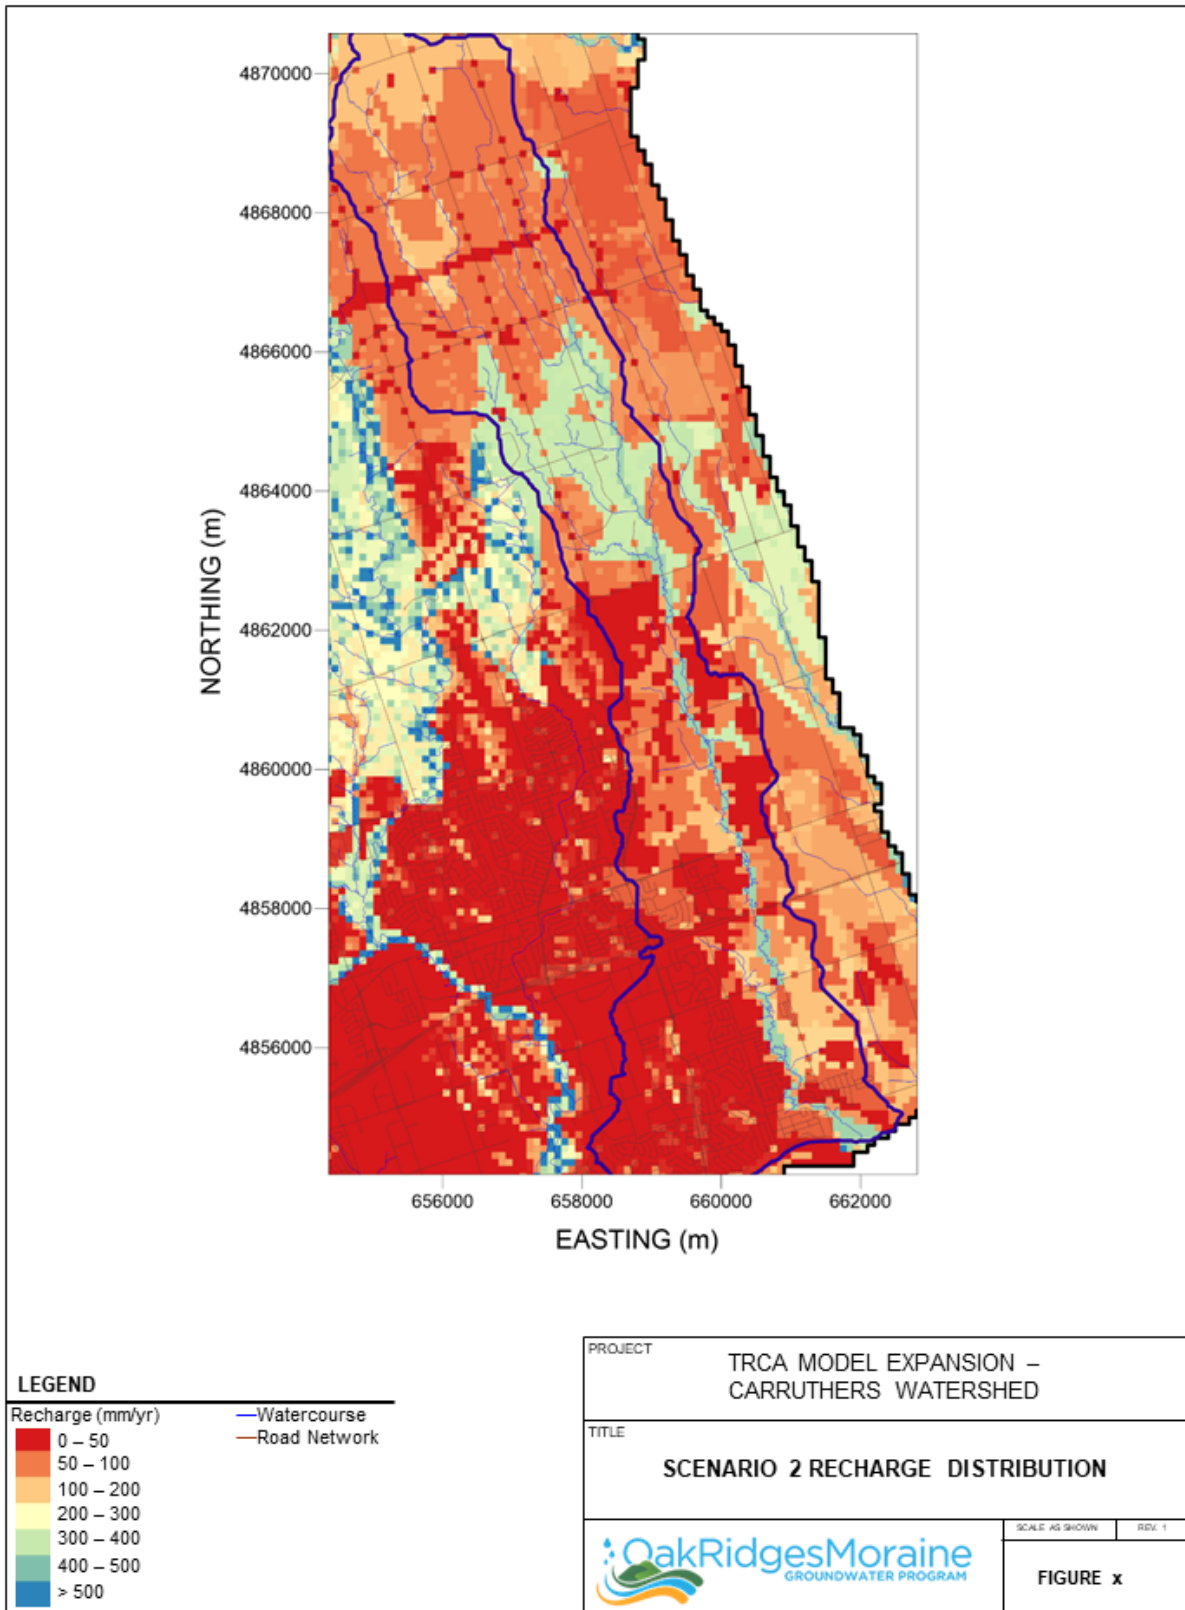 4870000
4868000
4866000
4864000
4862000
4860000
4858000
4856000
NORTHING (m)
656000
658000
660000
662000
EASTING (m)
LEGEND
Recharge (mm/yr)
0 – 50
50 – 100
100 – 200
200 – 300
300 – 400
400 – 500
> 500
Watercourse
Road Network
PROJECT
TRCA MODEL EXPANSION –
CARRUTHERS WATERSHED
TITLE
SCENARIO 2 RECHARGE DISTRIBUTION
OakRidgesMoraine
GROUNDWATER PROGRAM
SCALE AS SHOWN
REV. 1
FIGURE x